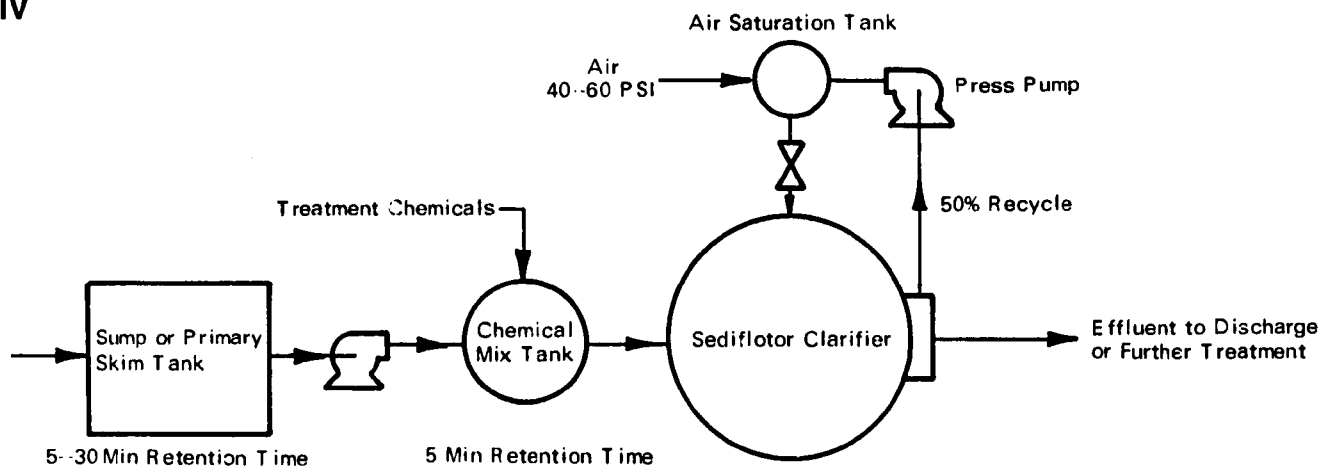 IV
Air Saturation Tank
Air
40--60 PSI
Press Pump
Treatment Chemicals
50% Recycle
Sump or Primary
Skim Tank
Chemical
Mix Tank
Sediflotor Clarifier
Effluent to Discharge
or Further Treatment
5--30 Min Retention Time
5 Min Retention Time